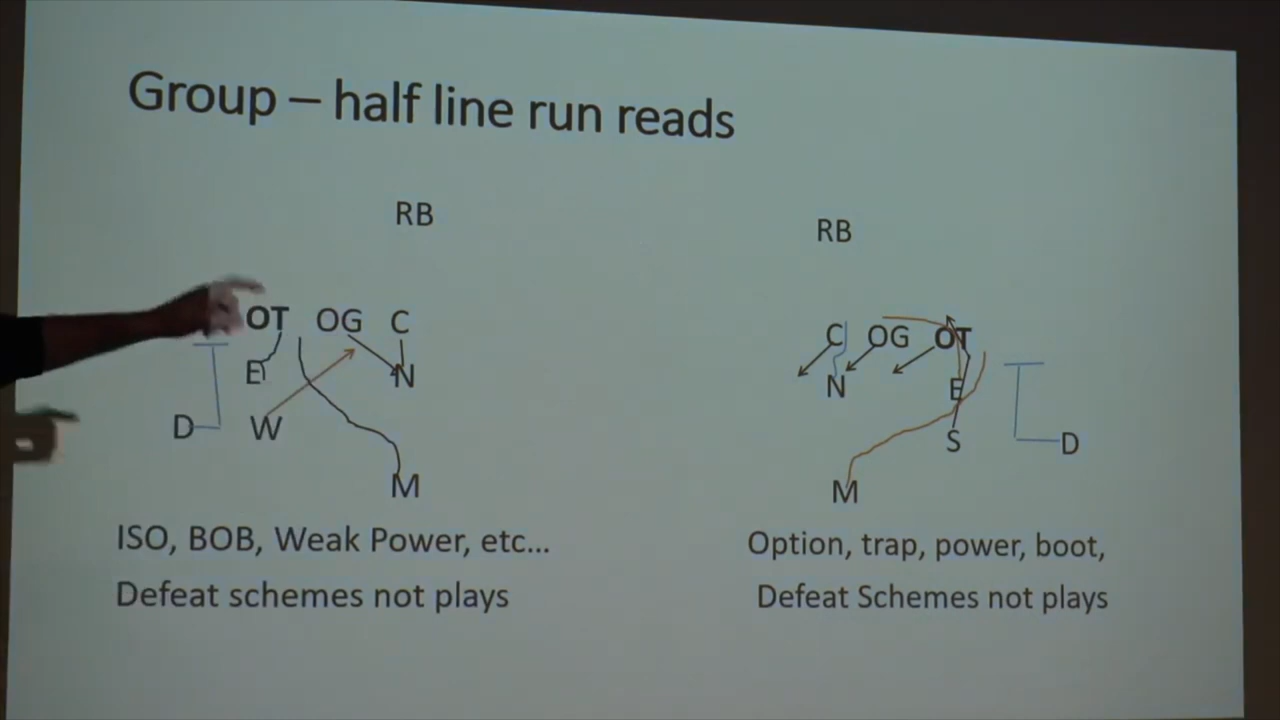 Group – half line run reads
RB
OT OG C
E N
D W
M
ISO, BOB, Weak Power, etc...
Defeat schemes not plays
RB
C OG OT
N E
S D
M
Option, trap, power, boot,
Defeat Schemes not plays